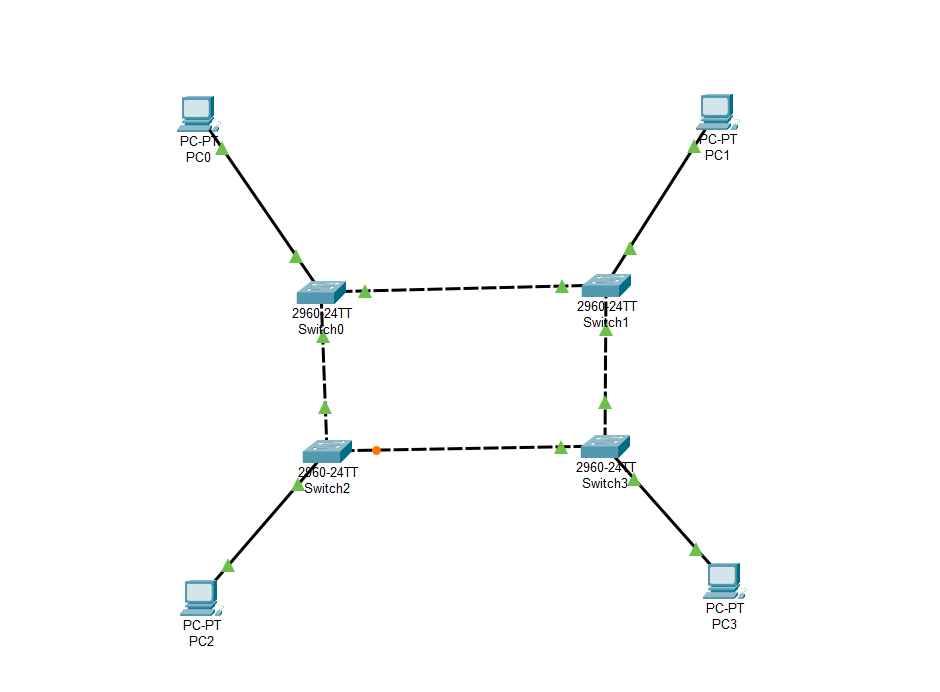 PC-PT
PC0
PC-PT
PC1
2960-24TT
Switch0
2960-24TT
Switch1
2960-24TT
Switch2
2960-24TT
Switch3
PC-PT
PC2
PC-PT
PC3